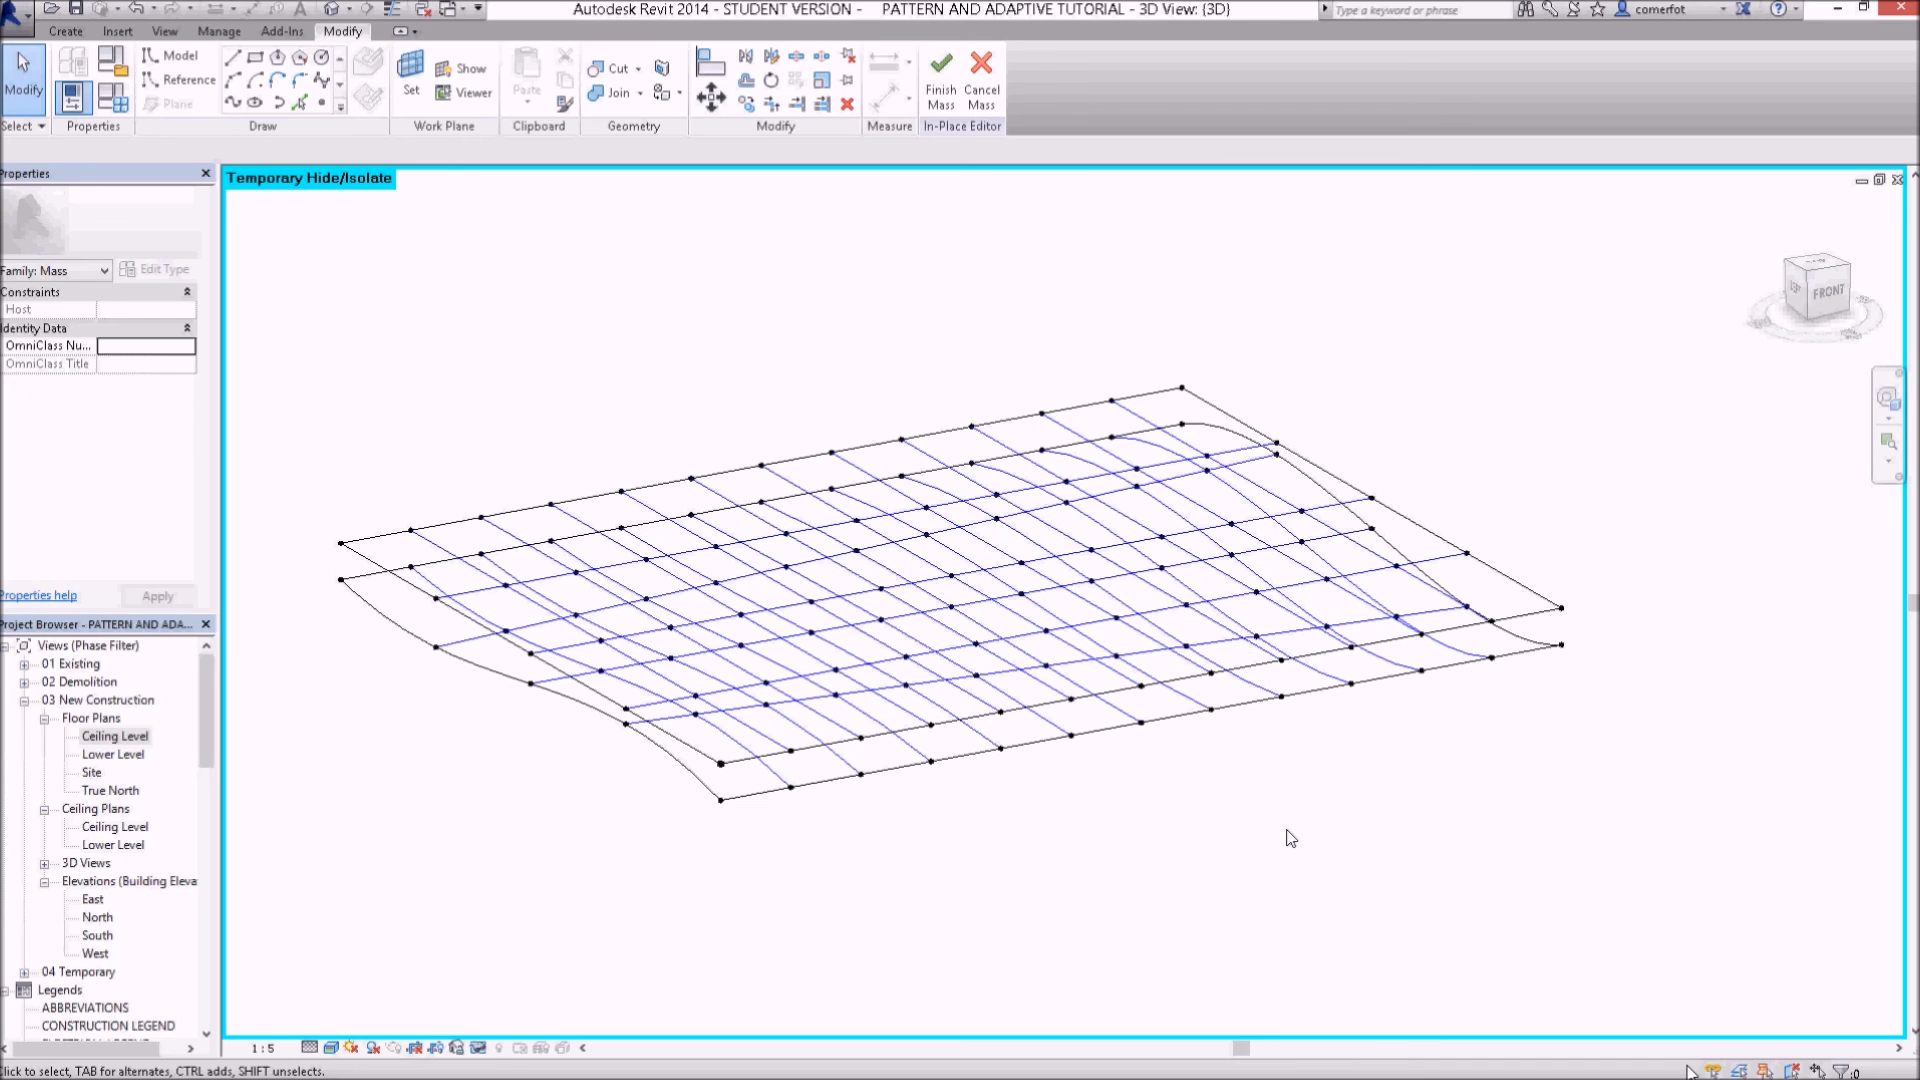 Autodesk Revit 2014 - STUDENT VERSION - PATTERN AND ADAPTIVE TUTORIAL - 3D View: {3D}
Type a keyword or phrase
comerfot
Create Insert View Manage Add-Ins Modify
Modify
Select
Properties
Model
Reference
Plane
Draw
Set
Show
Viewer
Work Plane
Paste
Clipboard
Cut
Join
Geometry
Modify
Measure
Finish Mass
Cancel Mass
In-Place Editor
Properties
Family: Mass
Edit Type
Constraints
Host
Identity Data
OmniClass Nu...
OmniClass Title
Properties help
Apply
Project Browser - PATTERN AND ADA...
Views (Phase Filter)
01 Existing
02 Demolition
03 New Construction
Floor Plans
Ceiling Level
Lower Level
Site
True North
Ceiling Plans
Ceiling Level
Lower Level
3D Views
Elevations (Building Eleva
East
North
South
West
04 Temporary
Legends
ABBREVIATIONS
CONSTRUCTION LEGEND
Temporary Hide/Isolate
FRONT
1 : 5
Click to select, TAB for alternates, CTRL adds, SHIFT unselects.
:0